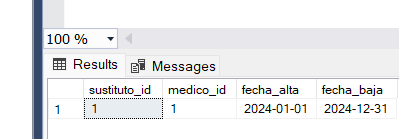 100 %
Results Messages
sustituto_id medico_id fecha_alta fecha_baja
1 1 1 2024-01-01 2024-12-31